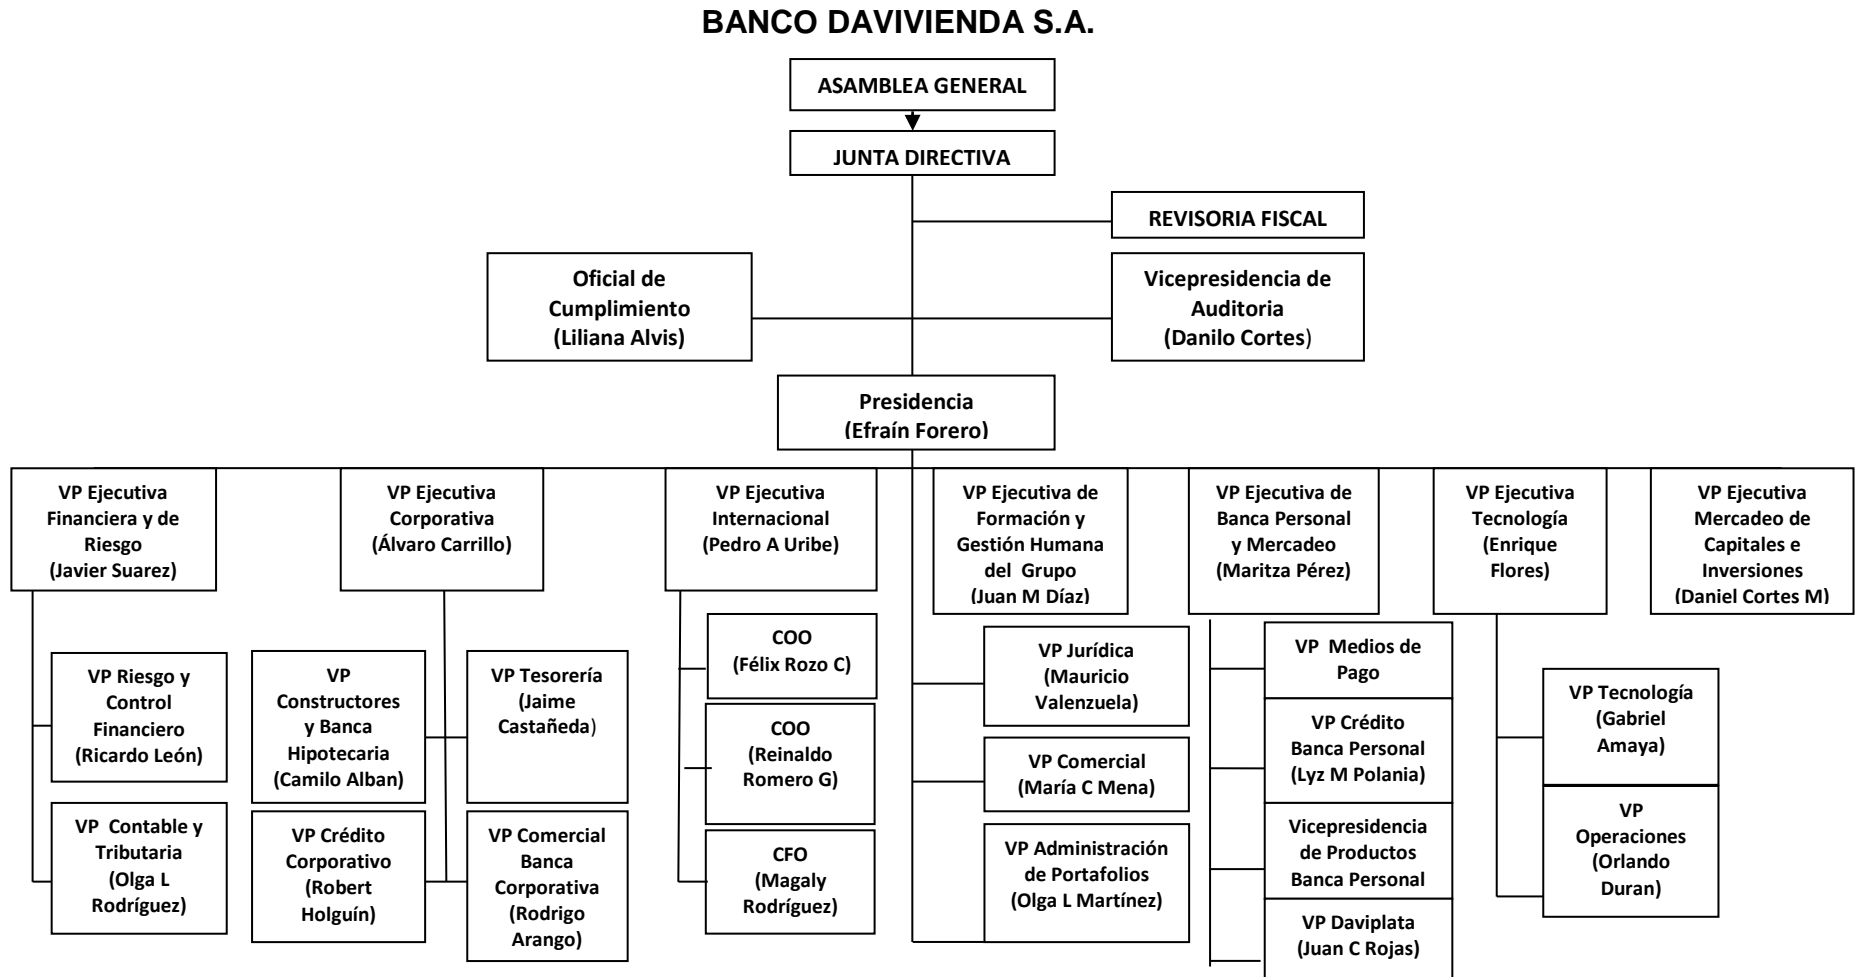 BANCO DAVIVIENDA S.A.
ASAMBLEA GENERAL
JUNTA DIRECTIVA
REVISORIA FISCAL
Oficial de
Cumplimiento
(Liliana Alvis)
Vicepresidencia de
Auditoria
(Danilo Cortes)
Presidencia
(Efraín Forero)
VP Ejecutiva
Financiera y de
Riesgo
(Javier Suarez)
VP Ejecutiva
Corporativa
(Álvaro Carrillo)
VP Ejecutiva
Internacional
(Pedro A Uribe)
VP Ejecutiva de
Formación y
Gestión Humana
del Grupo
(Juan M Díaz)
VP Ejecutiva de
Banca Personal
y Mercadeo
(Maritza Pérez)
VP Ejecutiva
Tecnología
(Enrique
Flores)
VP Ejecutiva
Mercadeo de
Capitales e
Inversiones
(Daniel Cortes M)
VP Riesgo y
Control
Financiero
(Ricardo León)
VP Contable y
Tributaria
(Olga L
Rodríguez)
VP
Constructores
y Banca
Hipotecaria
(Camilo Alban)
VP Tesorería
(Jaime
Castañeda)
VP Crédito
Corporativo
(Robert
Holguín)
VP Comercial
Banca
Corporativa
(Rodrigo
Arango)
COO
(Félix Rozo C)
COO
(Reinaldo
Romero G)
CFO
(Magaly
Rodríguez)
VP Jurídica
(Mauricio
Valenzuela)
VP Comercial
(María C Mena)
VP Administración
de Portafolios
(Olga L Martínez)
VP Medios de
Pago
VP Crédito
Banca Personal
(Lyz M Polania)
Vicepresidencia
de Productos
Banca Personal
VP Daviplata
(Juan C Rojas)
VP Tecnología
(Gabriel
Amaya)
VP
Operaciones
(Orlando
Duran)